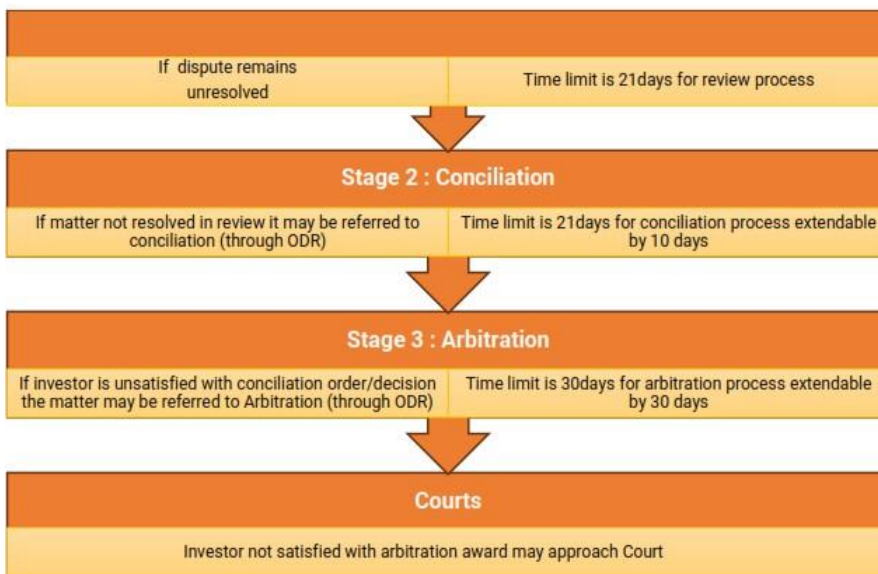 If dispute remains
unresolved
Time limit is 21days for review process
Stage 2 : Conciliation
If matter not resolved in review it may be referred to
conciliation (through ODR)
Time limit is 21days for conciliation process extendable
by 10 days
Stage 3 : Arbitration
If investor is unsatisfied with conciliation order/decision
the matter may be referred to Arbitration (through ODR)
Time limit is 30days for arbitration process extendable
by 30 days
Courts
Investor not satisfied with arbitration award may approach Court